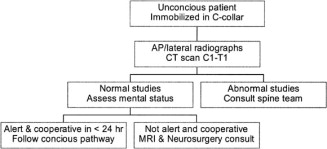 Unconcious patient
Immobilized in C-collar
AP/lateral radiographs
CT scan C1-T1
Normal studies
Assess mental status
Abnormal studies
Consult spine team
Alert & cooperative in < 24 hr
Follow concious pathway
Not alert and cooperative
MRI & Neurosurgery consult